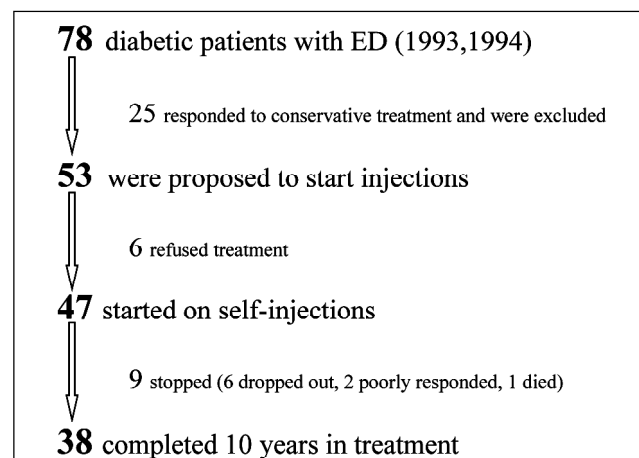 78 diabetic patients with ED (1993,1994)
25 responded to conservative treatment and were excluded
53 were proposed to start injections
6 refused treatment
47 started on self-injections
9 stopped (6 dropped out, 2 poorly responded, 1 died)
38 completed 10 years in treatment